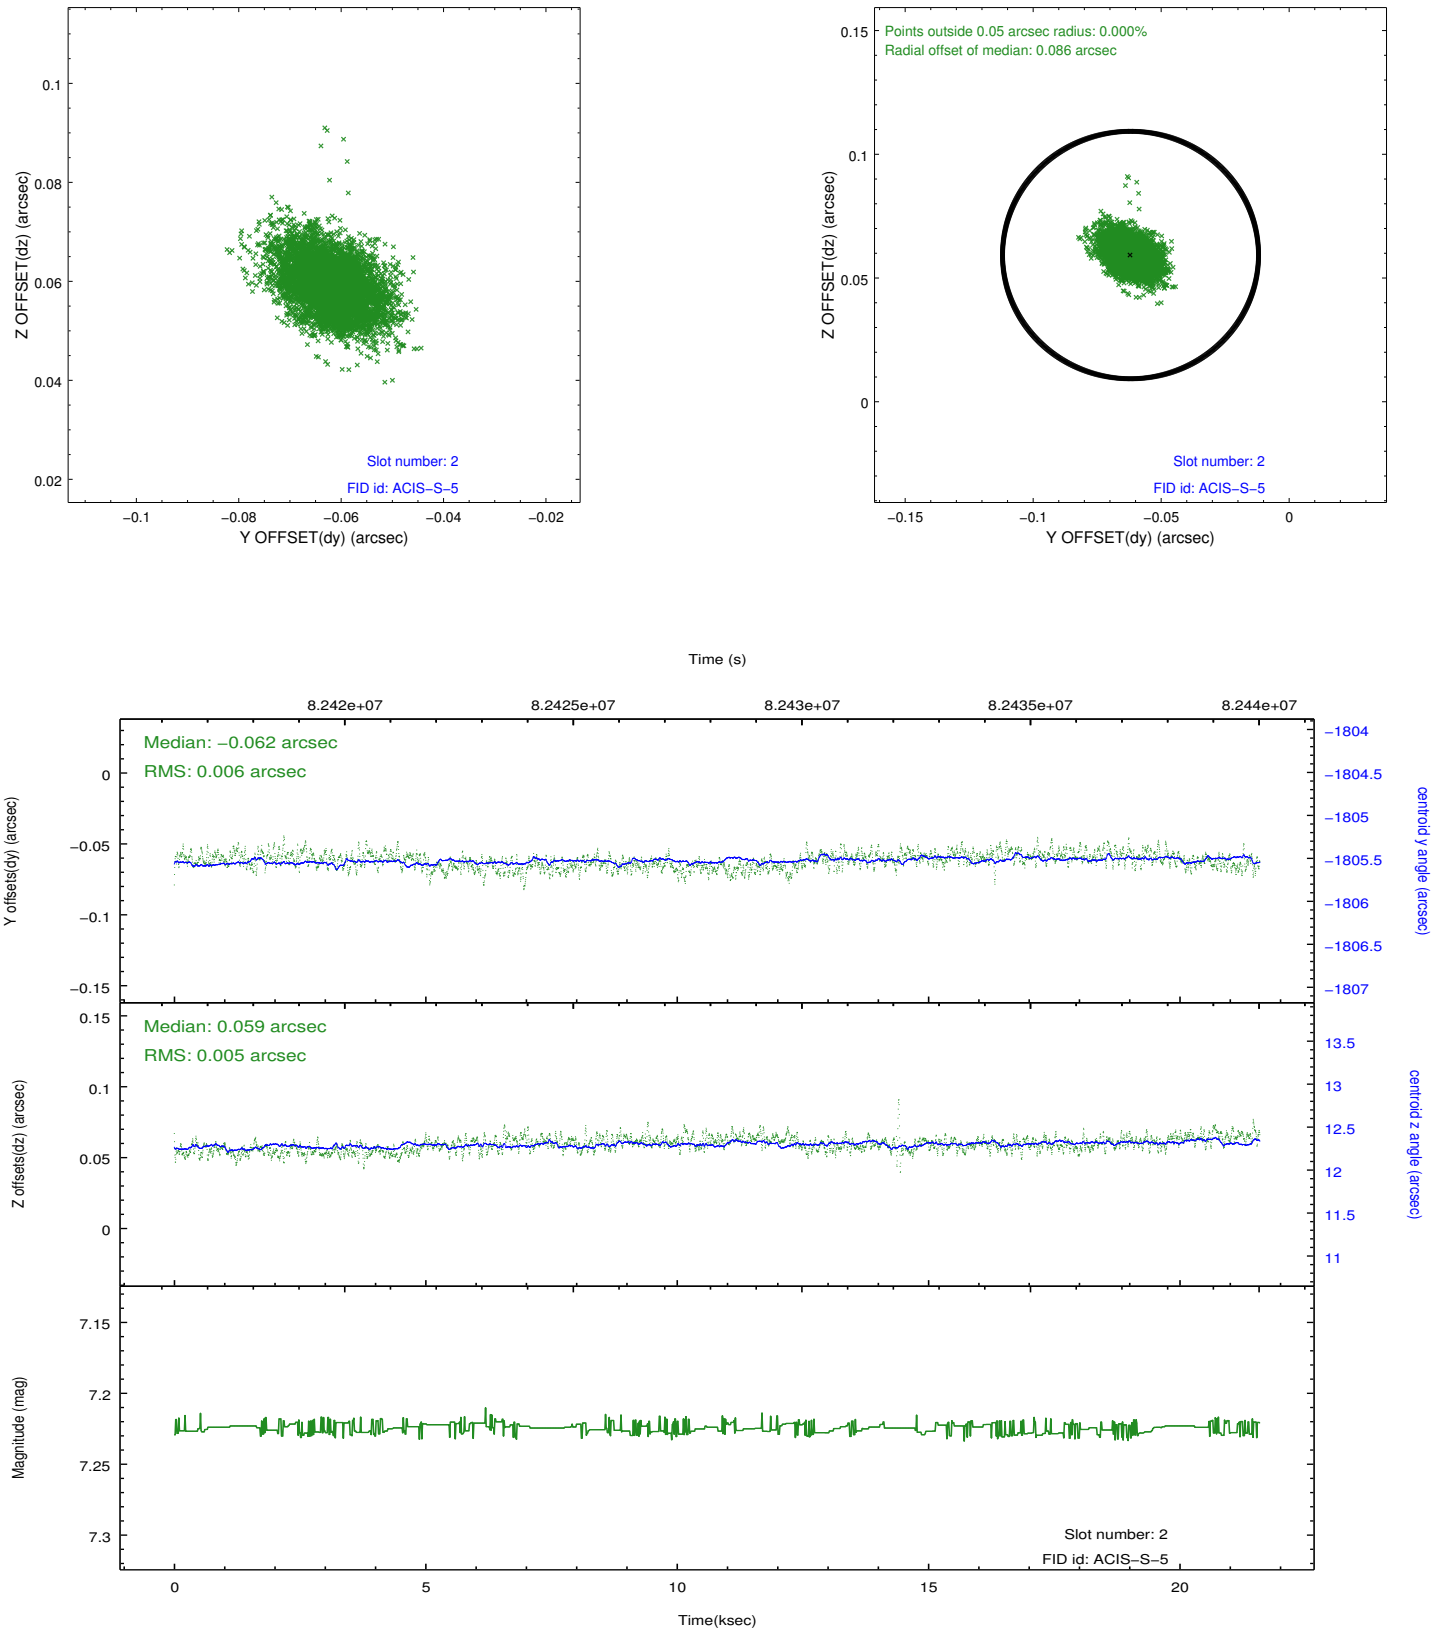 0.1
0.08
0.06
0.04
0.02
Z OFFSET(dz) (arcsec)
Slot number: 2
FID id: ACIS−S−5
−0.1
−0.08
−0.06
−0.04
−0.02
Y OFFSET(dy) (arcsec)
Points outside 0.05 arcsec radius: 0.000%
Radial offset of median: 0.086 arcsec
0.15
0.1
0.05
0
Z OFFSET(dz) (arcsec)
Slot number: 2
FID id: ACIS−S−5
−0.15
−0.1
−0.05
0
Y OFFSET(dy) (arcsec)
Time (s)
8.242e+07
8.2425e+07
8.243e+07
8.2435e+07
8.244e+07
Median: −0.062 arcsec
RMS: 0.006 arcsec
0
−0.05
−0.1
−0.15
Y offsets(dy) (arcsec)
−1804
−1804.5
−1805
−1805.5
−1806
−1806.5
−1807
centroid y angle (arcsec)
Median: 0.059 arcsec
RMS: 0.005 arcsec
0.15
0.1
0.05
0
Z offsets(dz) (arcsec)
13.5
13
12.5
12
11.5
11
centroid z angle (arcsec)
7.15
7.2
7.25
7.3
Magnitude (mag)
Slot number: 2
FID id: ACIS−S−5
0
5
10
15
20
Time(ksec)